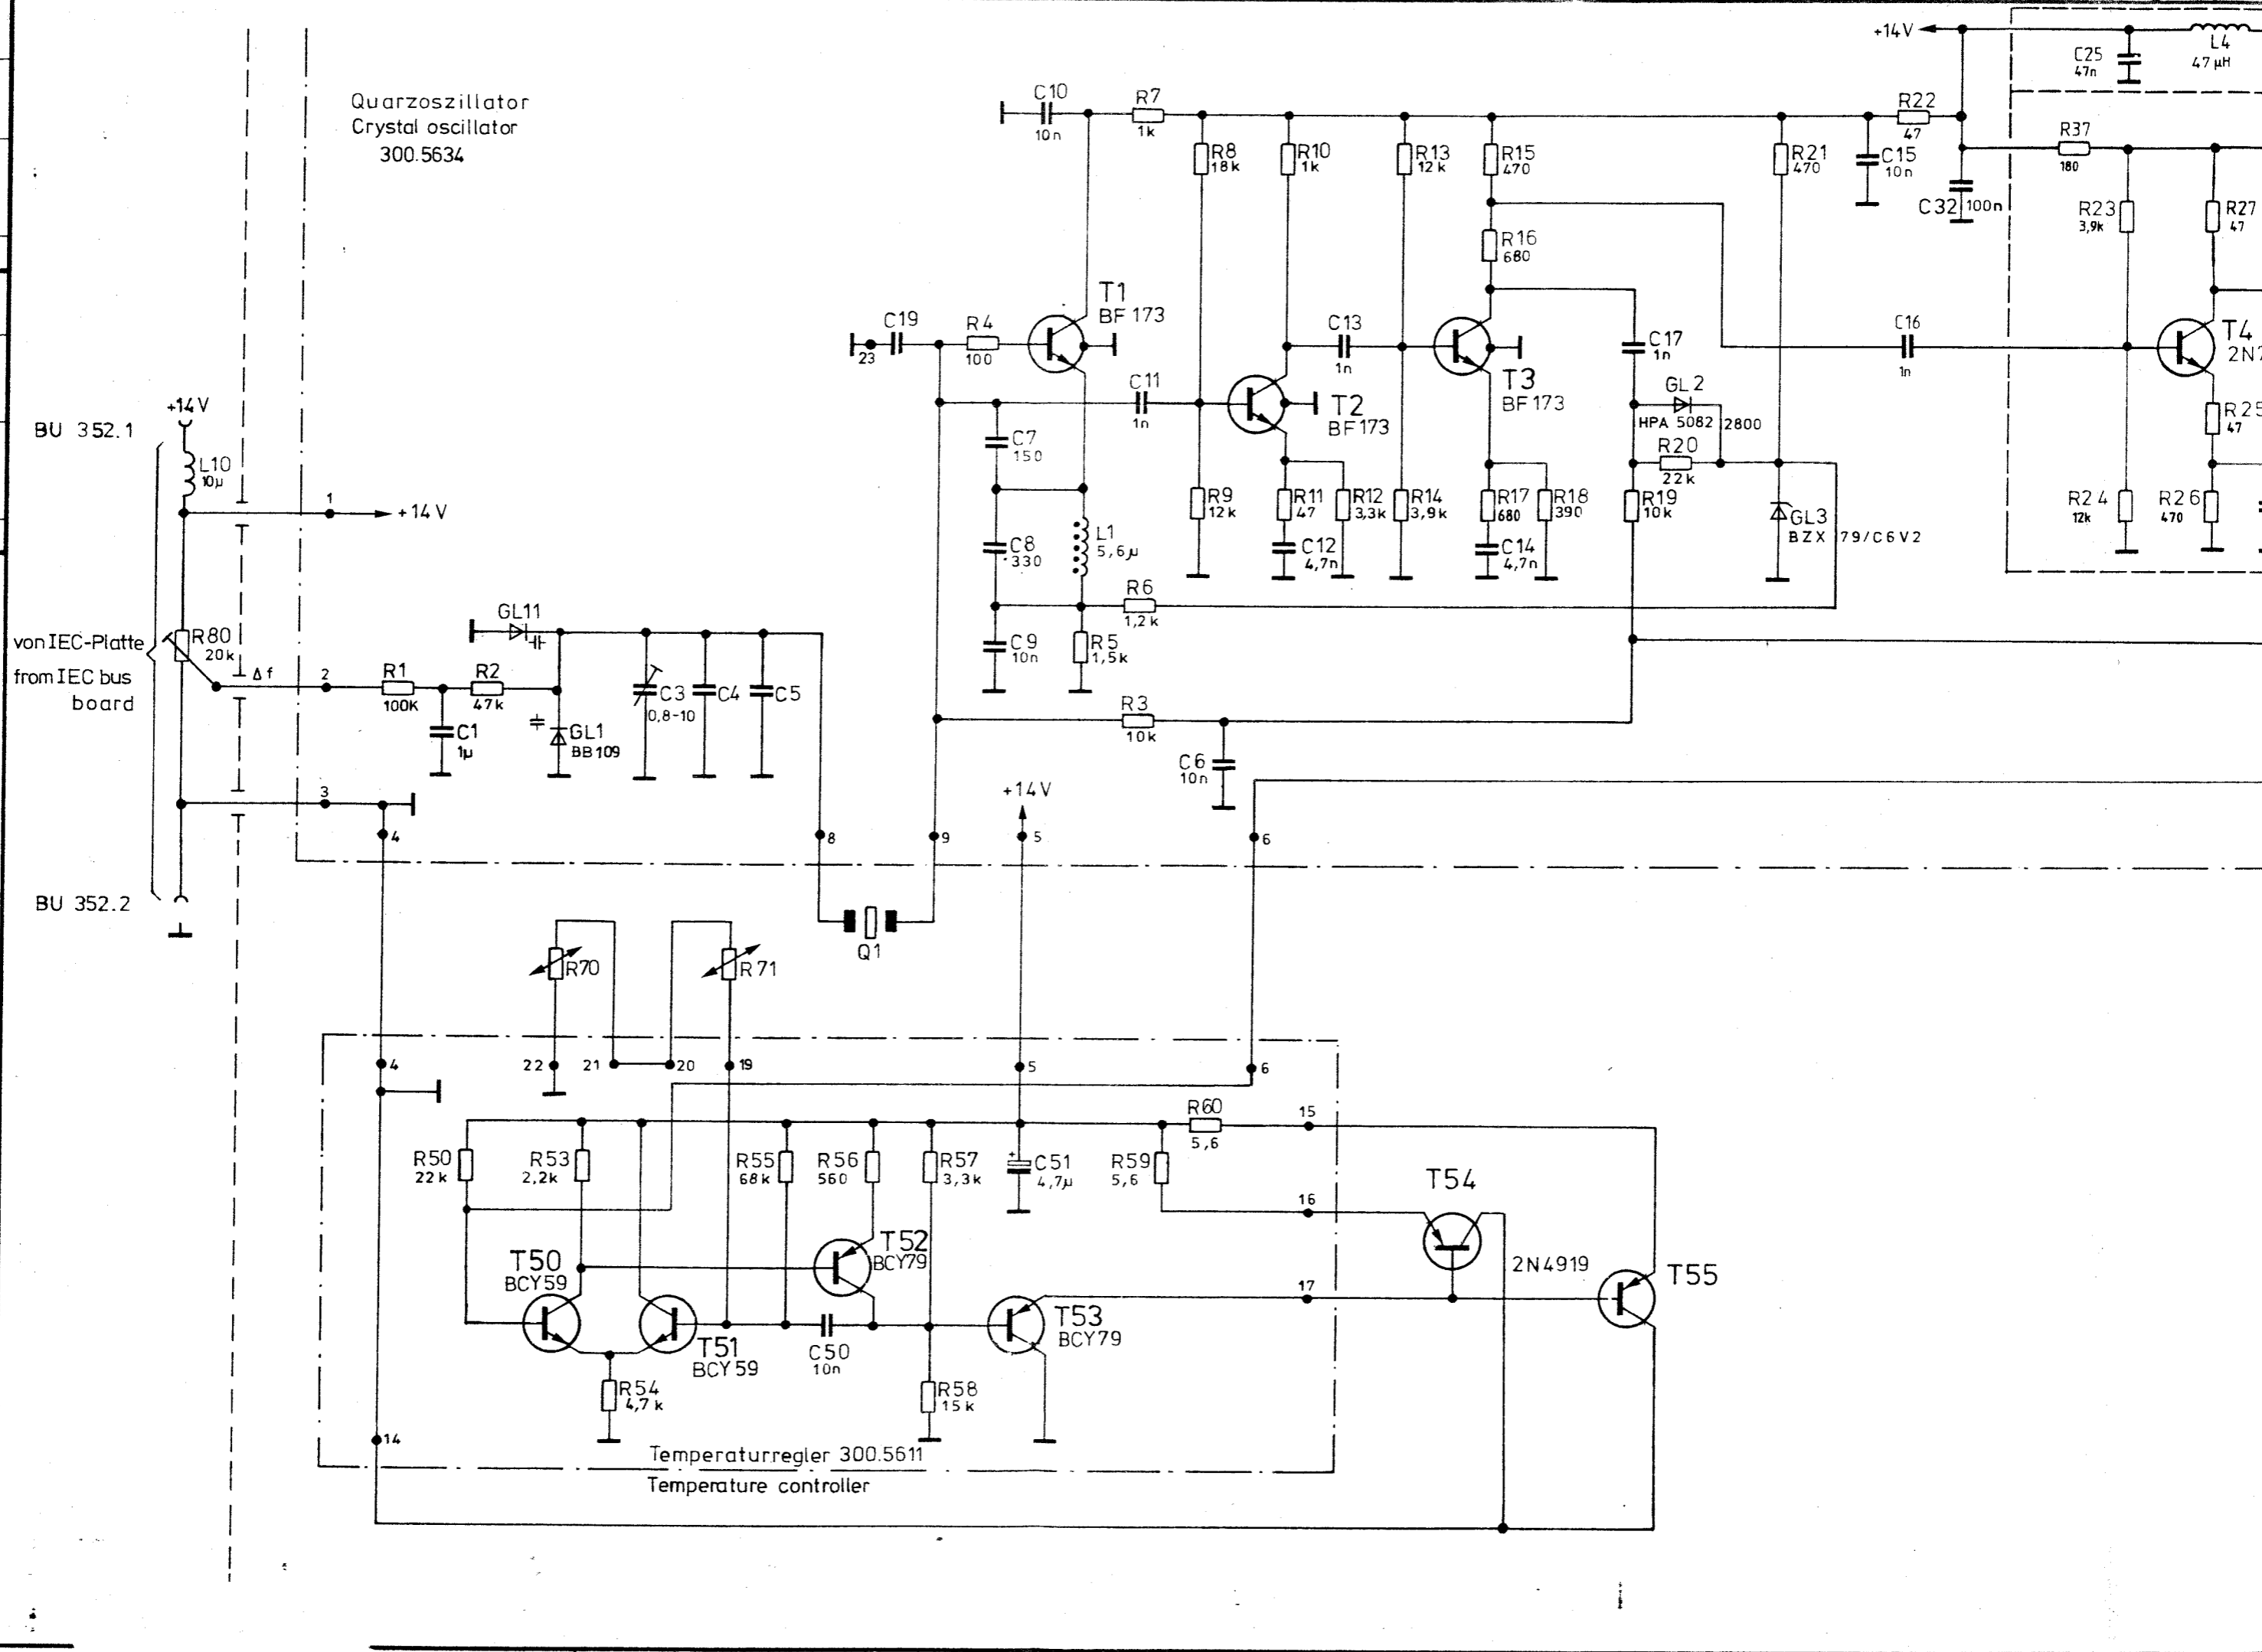 Quarzoszillator
Crystal oscillator
300.5634
+14V
C25
47n
L4
47 µH
C10
10n
R7
1k
R8
18k
R10
1k
R13
12k
R15
470
R21
470
C15
10n
R22
47
R37
180
C32 100n
R23
3,9k
R27
47
R16
680
T1
BF 173
C19
23
R4
100
C13
1n
C17
1n
C16
1n
T4
C11
1n
T2
BF173
T3
BF173
GL2
HPA 5082 2800
R20
22k
R25
47
BU 352.1
+14V
L10
10µ
1
+14V
C7
150
C8
330
L1
5,6µ
R9
12k
R11
47
R12
3,3k
R14
3,9k
R17
680
R18
390
R19
10k
C12
4,7n
C14
4,7n
GL3
BZX 79/C6V2
R24
12k
R26
470
von IEC-Platte
from IEC bus
board
R80
20k
Δf
2
R1
100K
R2
47k
C1
1µ
GL11
GL1
BB109
C3
0,8-10
C4
C5
C9
10n
R5
1,5k
R6
1,2k
R3
10k
C6
10n
3
4
8
9
+14V
5
6
BU 352.2
Q1
R70
R71
4
22
21
20
19
5
6
R50
22k
R53
2,2k
R55
68k
R56
560
R57
3,3k
+
C51
4,7µ
R59
5,6
R60
5,6
15
16
17
T54
2N4919
T55
T50
BCY59
T52
BCY79
T51
BCY59
C50
10n
T53
BCY79
R54
4,7k
R58
15k
14
Temperaturregler 300.5611
Temperature controller